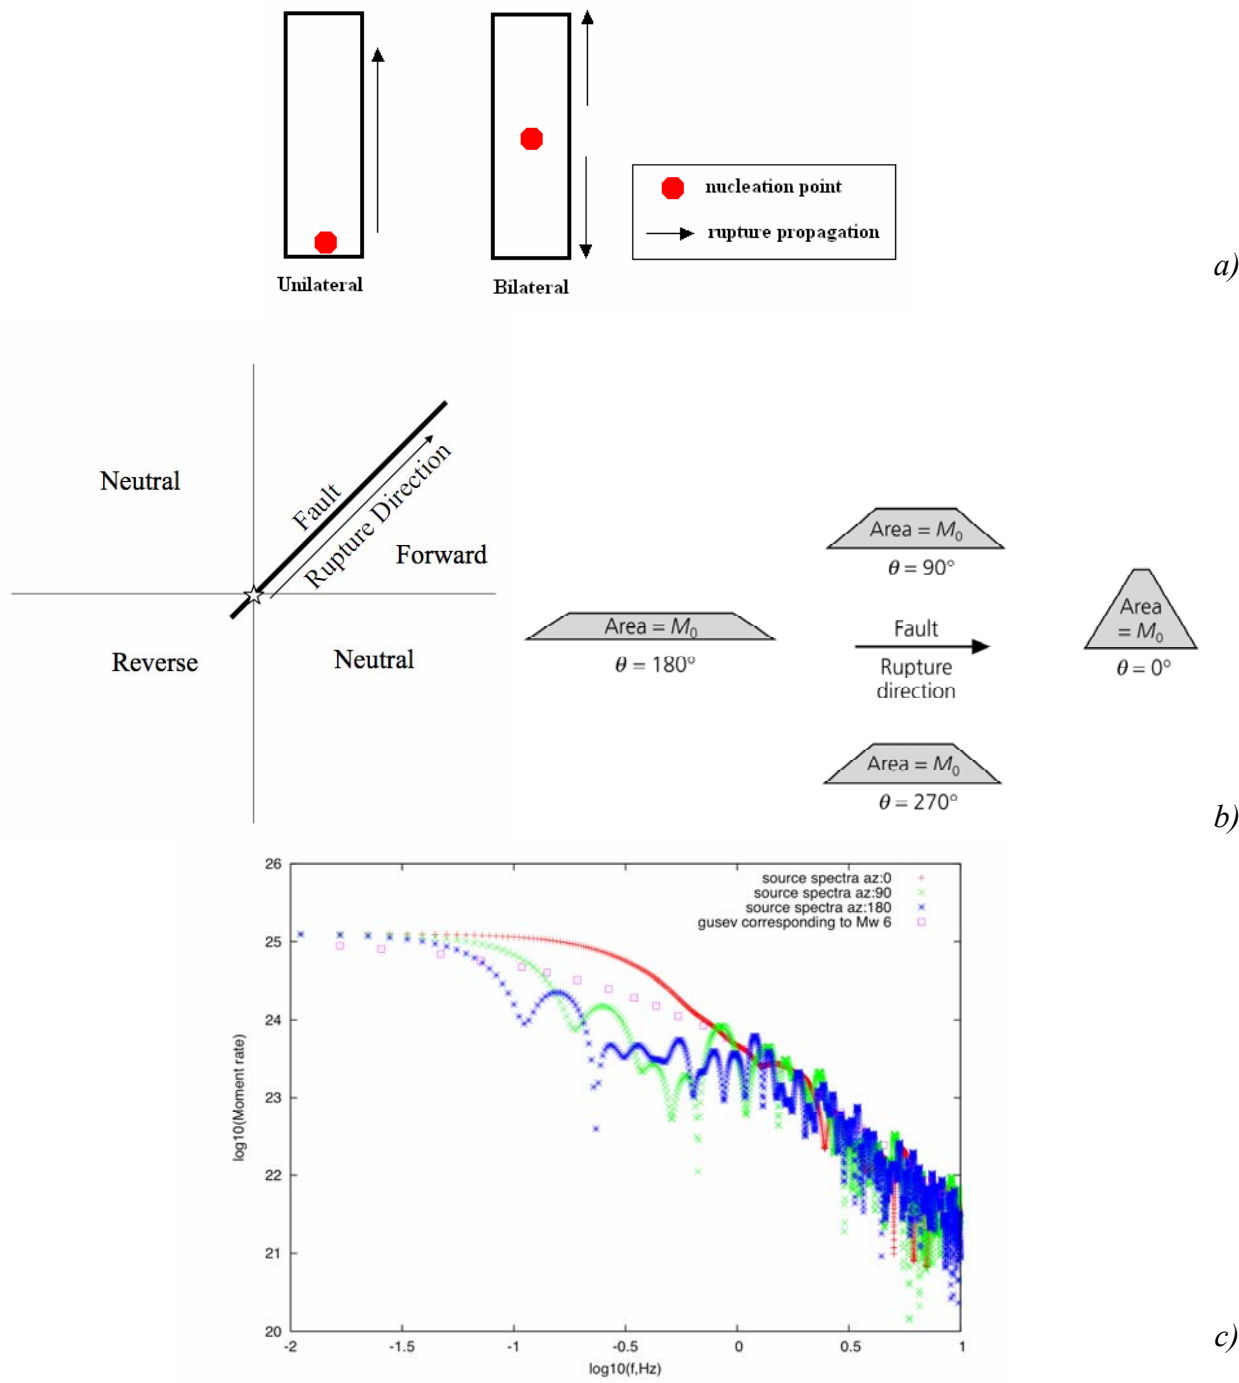 nucleation point
rupture propagation
Unilateral
Bilateral
a)
Neutral
Fault
Rupture Direction
Forward
Reverse
Neutral
Area = M₀
θ = 90°
Area = M₀
θ = 180°
Fault
Rupture
direction
Area
= M₀
θ = 0°
Area = M₀
θ = 270°
b)
26
25
24
23
22
21
20
log10(Moment rate)
source spectra az:0
source spectra az:90
source spectra az:180
gusev corresponding to Mw 6
-2
-1.5
-1
-0.5
0
0.5
1
log10(f,Hz)
c)